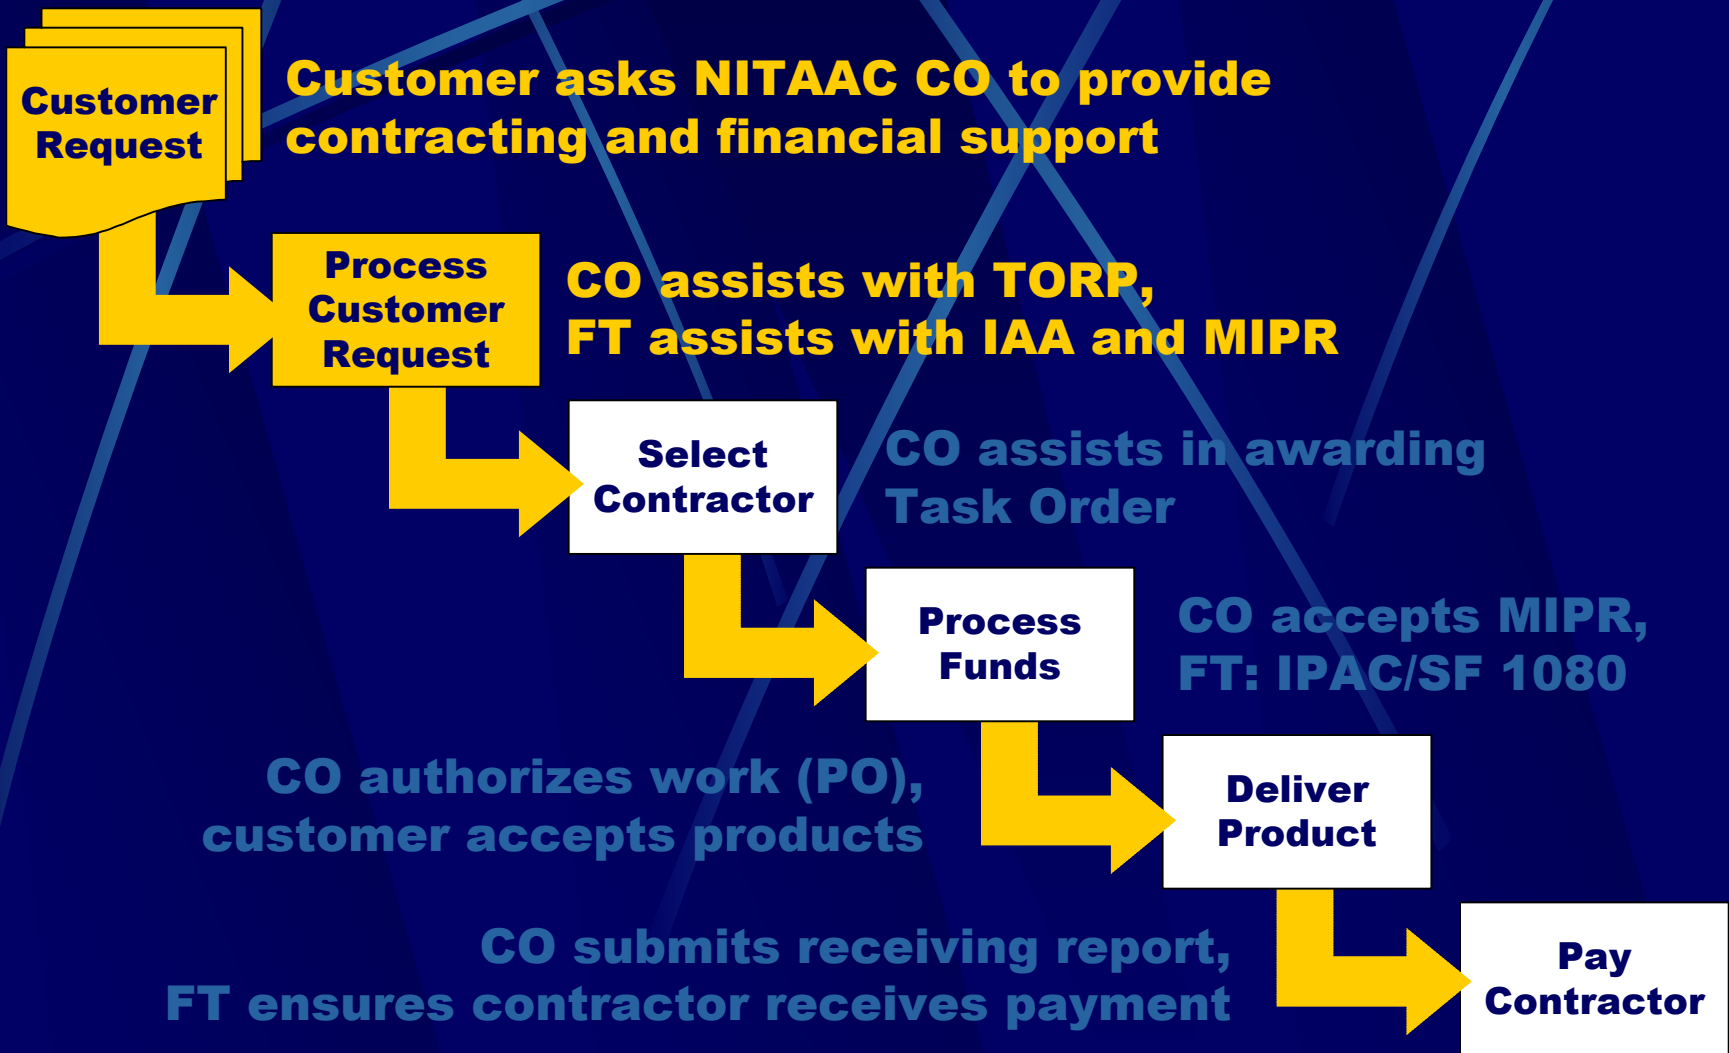 Customer
Request
Customer asks NITAAC CO to provide
contracting and financial support
Process
Customer
Request
CO assists with TORP,
FT assists with IAA and MIPR
Select
Contractor
CO assists in awarding
Task Order
Process
Funds
CO accepts MIPR,
FT: IPAC/SF 1080
CO authorizes work (PO),
customer accepts products
Deliver
Product
CO submits receiving report,
FT ensures contractor receives payment
Pay
Contractor